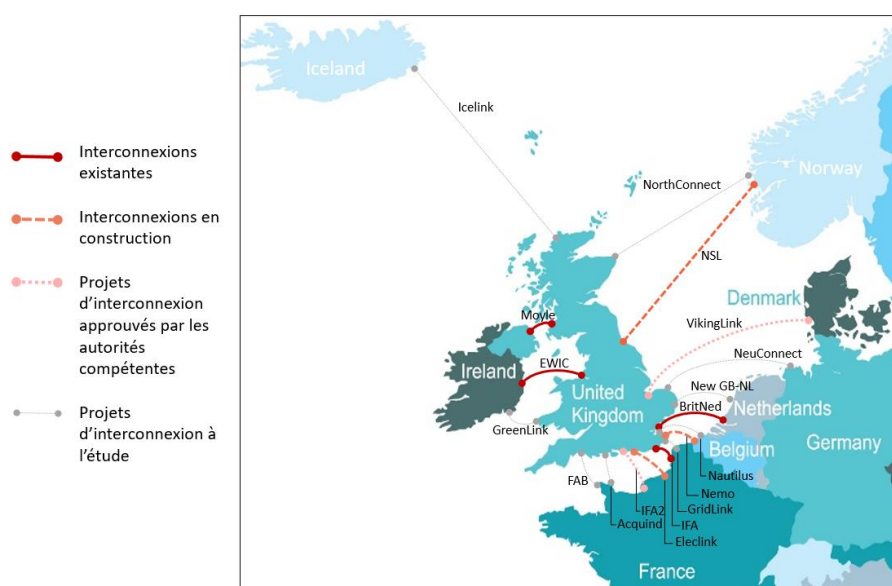 Interconnexions
existantes
Interconnexions en
construction
Projets
d’interconnexion
approuvés par les
autorités
compétentes
Projets
d’interconnexion à
l’étude
Iceland
Icelink
NorthConnect
Norway
NSL
Denmark
Moyle
VikingLink
Ireland
EWIC
NeuConnect
United
Kingdom
New GB-NL
BritNed
Netherlands
GreenLink
Belgium
Germany
Nautilus
FAB
Nemo
IFA2
GridLink
Acquind
IFA
Eleclink
France